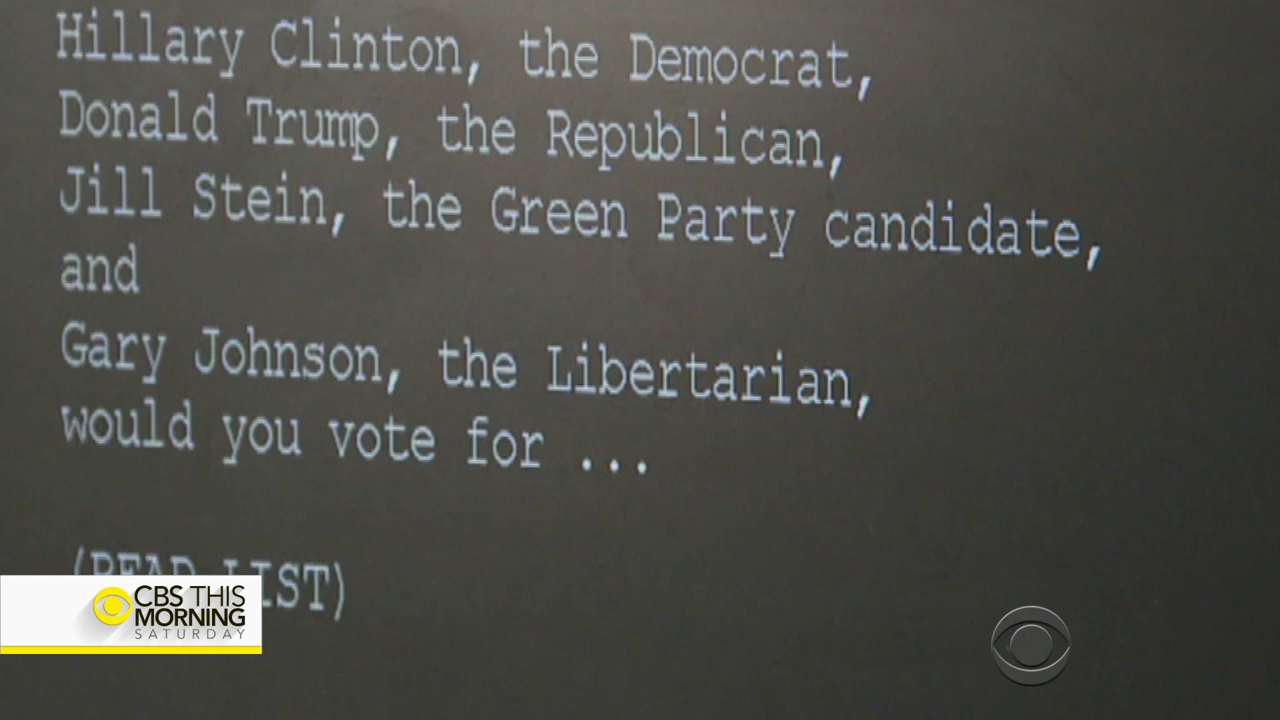 Hillary Clinton, the Democrat,
Donald Trump, the Republican,
Jill Stein, the Green Party candidate,
and
Gary Johnson, the Libertarian,
would you vote for ...
(READ LIST)
CBS THIS
MORNING
SATURDAY